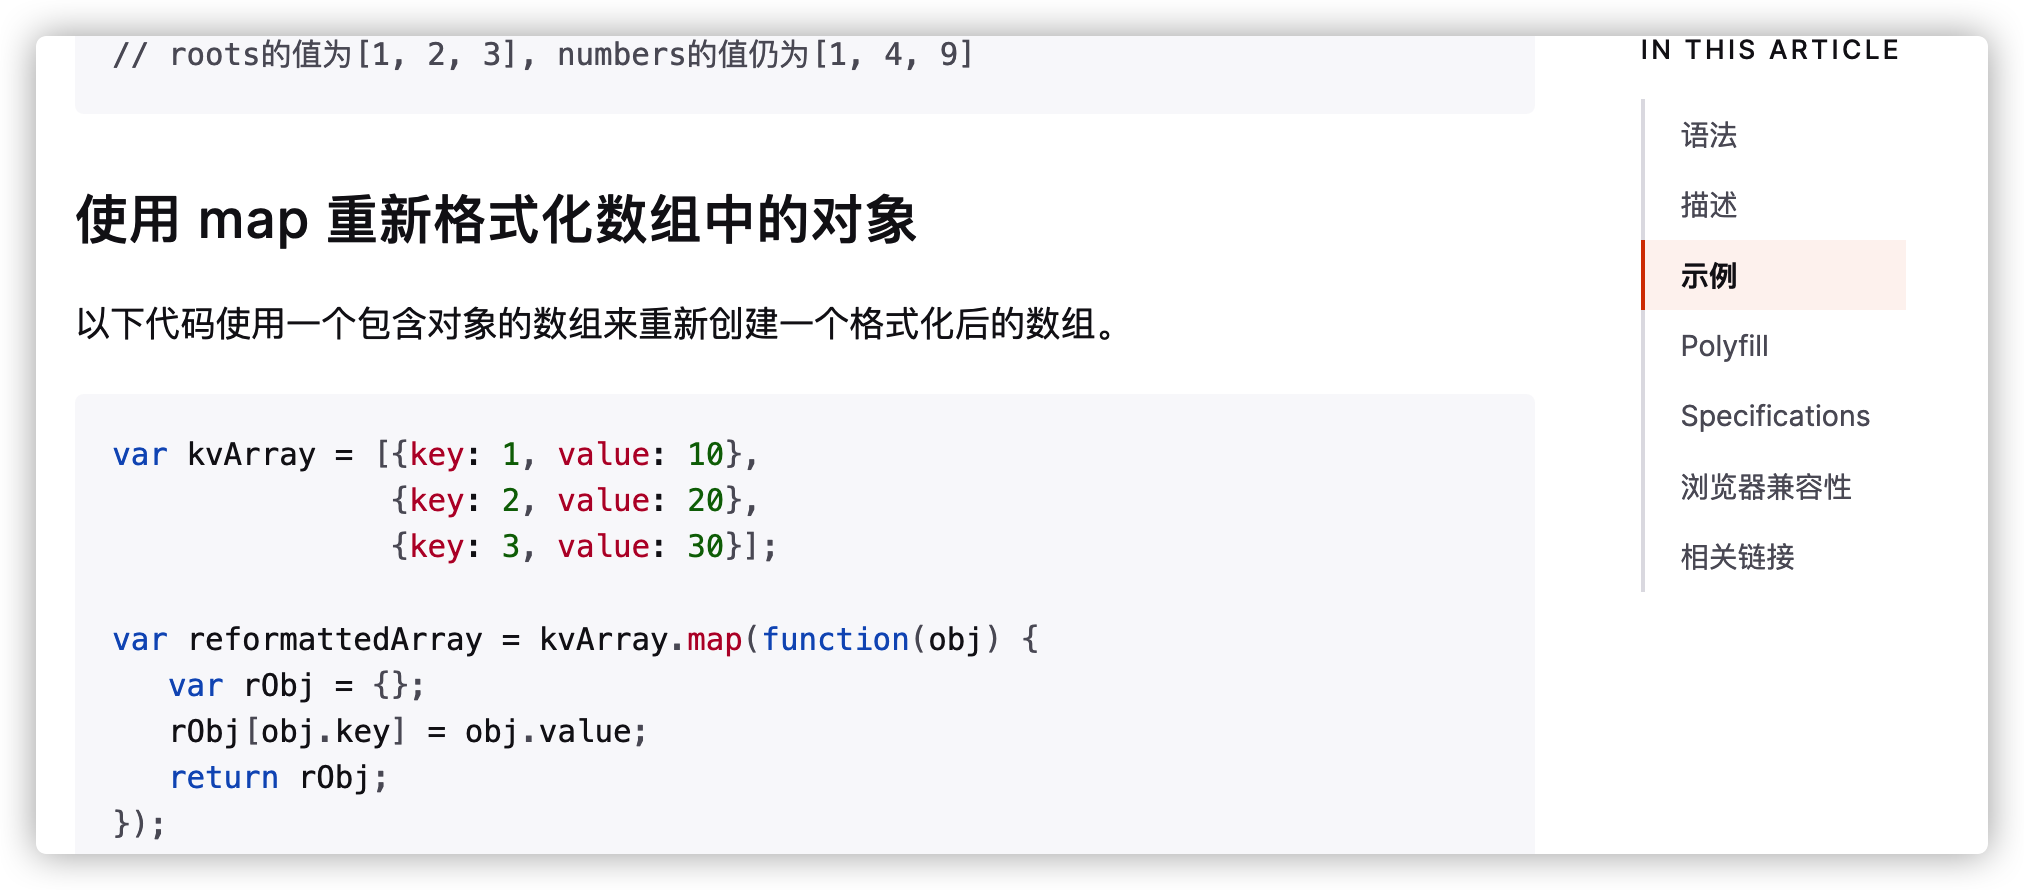 // roots的值为[1, 2, 3], numbers的值仍为[1, 4, 9]
使用 map 重新格式化数组中的对象
以下代码使用一个包含对象的数组来重新创建一个格式化后的数组。
var kvArray = [{key: 1, value: 10},
               {key: 2, value: 20},
               {key: 3, value: 30}];
var reformattedArray = kvArray.map(function(obj) {
   var rObj = {};
   rObj[obj.key] = obj.value;
   return rObj;
});
IN THIS ARTICLE
语法
描述
示例
Polyfill
Specifications
浏览器兼容性
相关链接